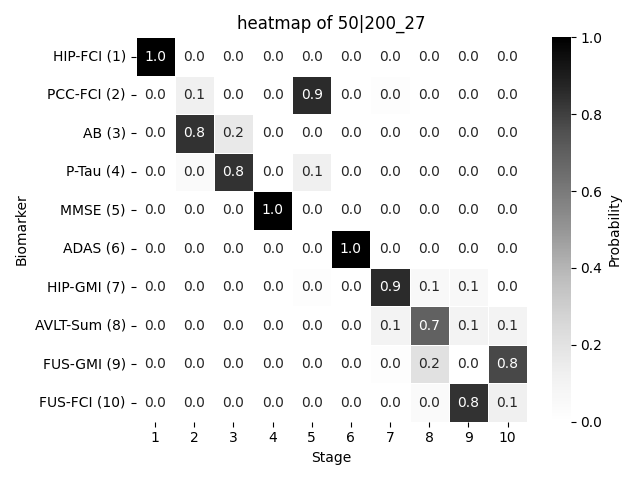 heatmap of 50|200_27
HIP-FCI (1) 1.0 0.0 0.0 0.0 0.0 0.0 0.0 0.0 0.0 0.0
PCC-FCI (2) 0.0 0.1 0.0 0.0 0.9 0.0 0.0 0.0 0.0 0.0
AB (3) 0.0 0.8 0.2 0.0 0.0 0.0 0.0 0.0 0.0 0.0
P-Tau (4) 0.0 0.0 0.8 0.0 0.1 0.0 0.0 0.0 0.0 0.0
MMSE (5) 0.0 0.0 0.0 1.0 0.0 0.0 0.0 0.0 0.0 0.0
ADAS (6) 0.0 0.0 0.0 0.0 0.0 1.0 0.0 0.0 0.0 0.0
HIP-GMI (7) 0.0 0.0 0.0 0.0 0.0 0.0 0.9 0.1 0.1 0.0
AVLT-Sum (8) 0.0 0.0 0.0 0.0 0.0 0.0 0.1 0.7 0.1 0.1
FUS-GMI (9) 0.0 0.0 0.0 0.0 0.0 0.0 0.0 0.2 0.0 0.8
FUS-FCI (10) 0.0 0.0 0.0 0.0 0.0 0.0 0.0 0.0 0.8 0.1
1 2 3 4 5 6 7 8 9 10
Stage
Biomarker
1.0
0.8
0.6
0.4
0.2
0.0
Probability